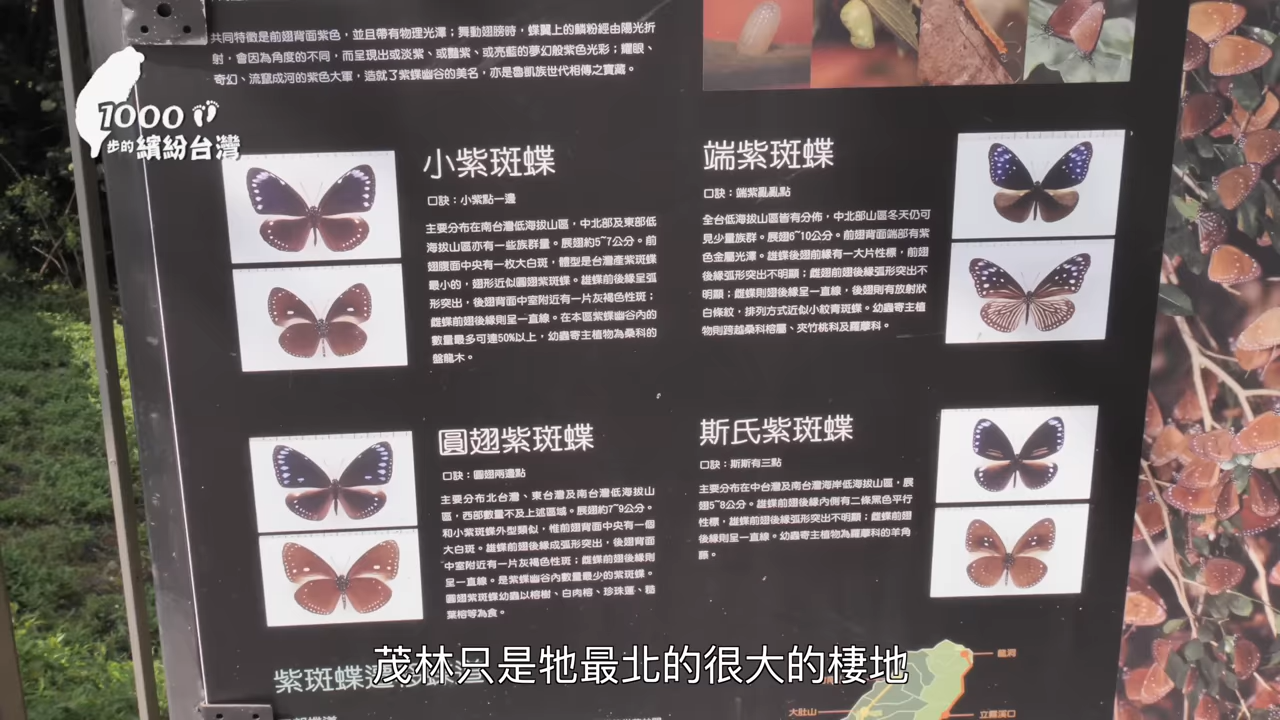 共同特徵是前翅背面紫色，並且帶有物理光澤；舞動翅膀時，蝶翼上的鱗粉經由陽光折
射，會因為角度的不同，而呈現出或淡紫、或豔紫、或亮藍的夢幻般紫色光彩；耀眼、
奇幻、流竄成河的紫色大軍，造就了紫蝶幽谷的美名，亦是魯凱族世代相傳之寶藏。
1000
步的繽紛台灣
小紫斑蝶
口訣：小紫點一邊
主要分布在南台灣低海拔山區，中北部及東部低
海拔山區亦有一些族群量。展翅約5~7公分。前
翅腹面中央有一枚大白斑，體型是台灣產紫斑蝶
最小的，翅形近似圓翅紫斑蝶。雄蝶前後緣呈弧
形突出，後翅背面中室附近有一片灰褐色性斑；
雌蝶前翅後緣則呈一直線。在本區紫蝶幽谷內的
數量最多可達50%以上，幼蟲寄主植物為桑科的
盤龍木。
端紫斑蝶
口訣：端紫亂亂點
全台低海拔山區皆有分佈，中北部山區冬天仍可
見少量族群。展翅6~10公分。前翅背面端部有紫
色金屬光澤。雄蝶後翅前緣有一大片性標，前翅
後緣弧形突出不明顯；雌翅前翅後緣弧形突出不
明顯；雌蝶則翅後緣呈一直線，後翅則有放射狀
白條紋，排列方式近似小紋青斑蝶。幼蟲寄主植
物則跨越桑科榕屬、夾竹桃科及蘿藦科。
圓翅紫斑蝶
口訣：圓翅兩邊點
主要分布北台灣、東台灣及南台灣低海拔山
區，西部數量不及上述區域。展翅約7~9公分。
和小紫斑蝶外型類似，惟前翅背面中央有一個
大白斑。雄蝶前翅後緣成弧形突出，後翅背面
中室附近有一片灰褐色性斑；雌蝶前翅後緣則
呈一直線。是紫蝶幽谷內數量最少的紫斑蝶。
圓翅紫斑蝶幼蟲以榕樹、白肉榕、珍珠蓮、糙
葉榕等為食。
斯氏紫斑蝶
口訣：斯斯有三點
主要分布在中台灣及南台灣海岸低海拔山區，展
翅5~8公分。雄蝶前翅後緣內側有二條黑色平行
性標，雄蝶前翅後緣弧形突出不明顯；雌蝶前翅
後緣則呈一直線。幼蟲寄主植物為蘿藦科的羊角
藤。
紫斑蝶
大肚山
立霧溪口
茂林只是牠最北的很大的棲地